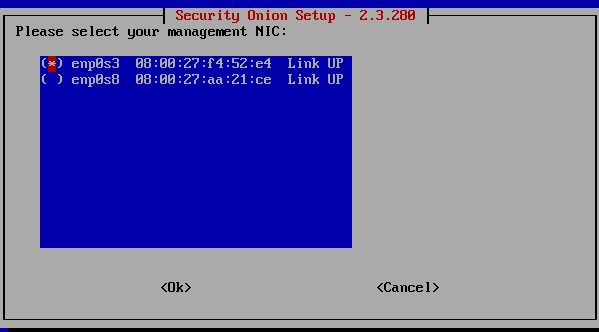 Security Onion Setup - 2.3.280
Please select your management NIC:
(*) enp0s3 08:00:27:f4:52:e4 Link UP
( ) enp0s8 08:00:27:aa:21:ce Link UP
<Ok> <Cancel>